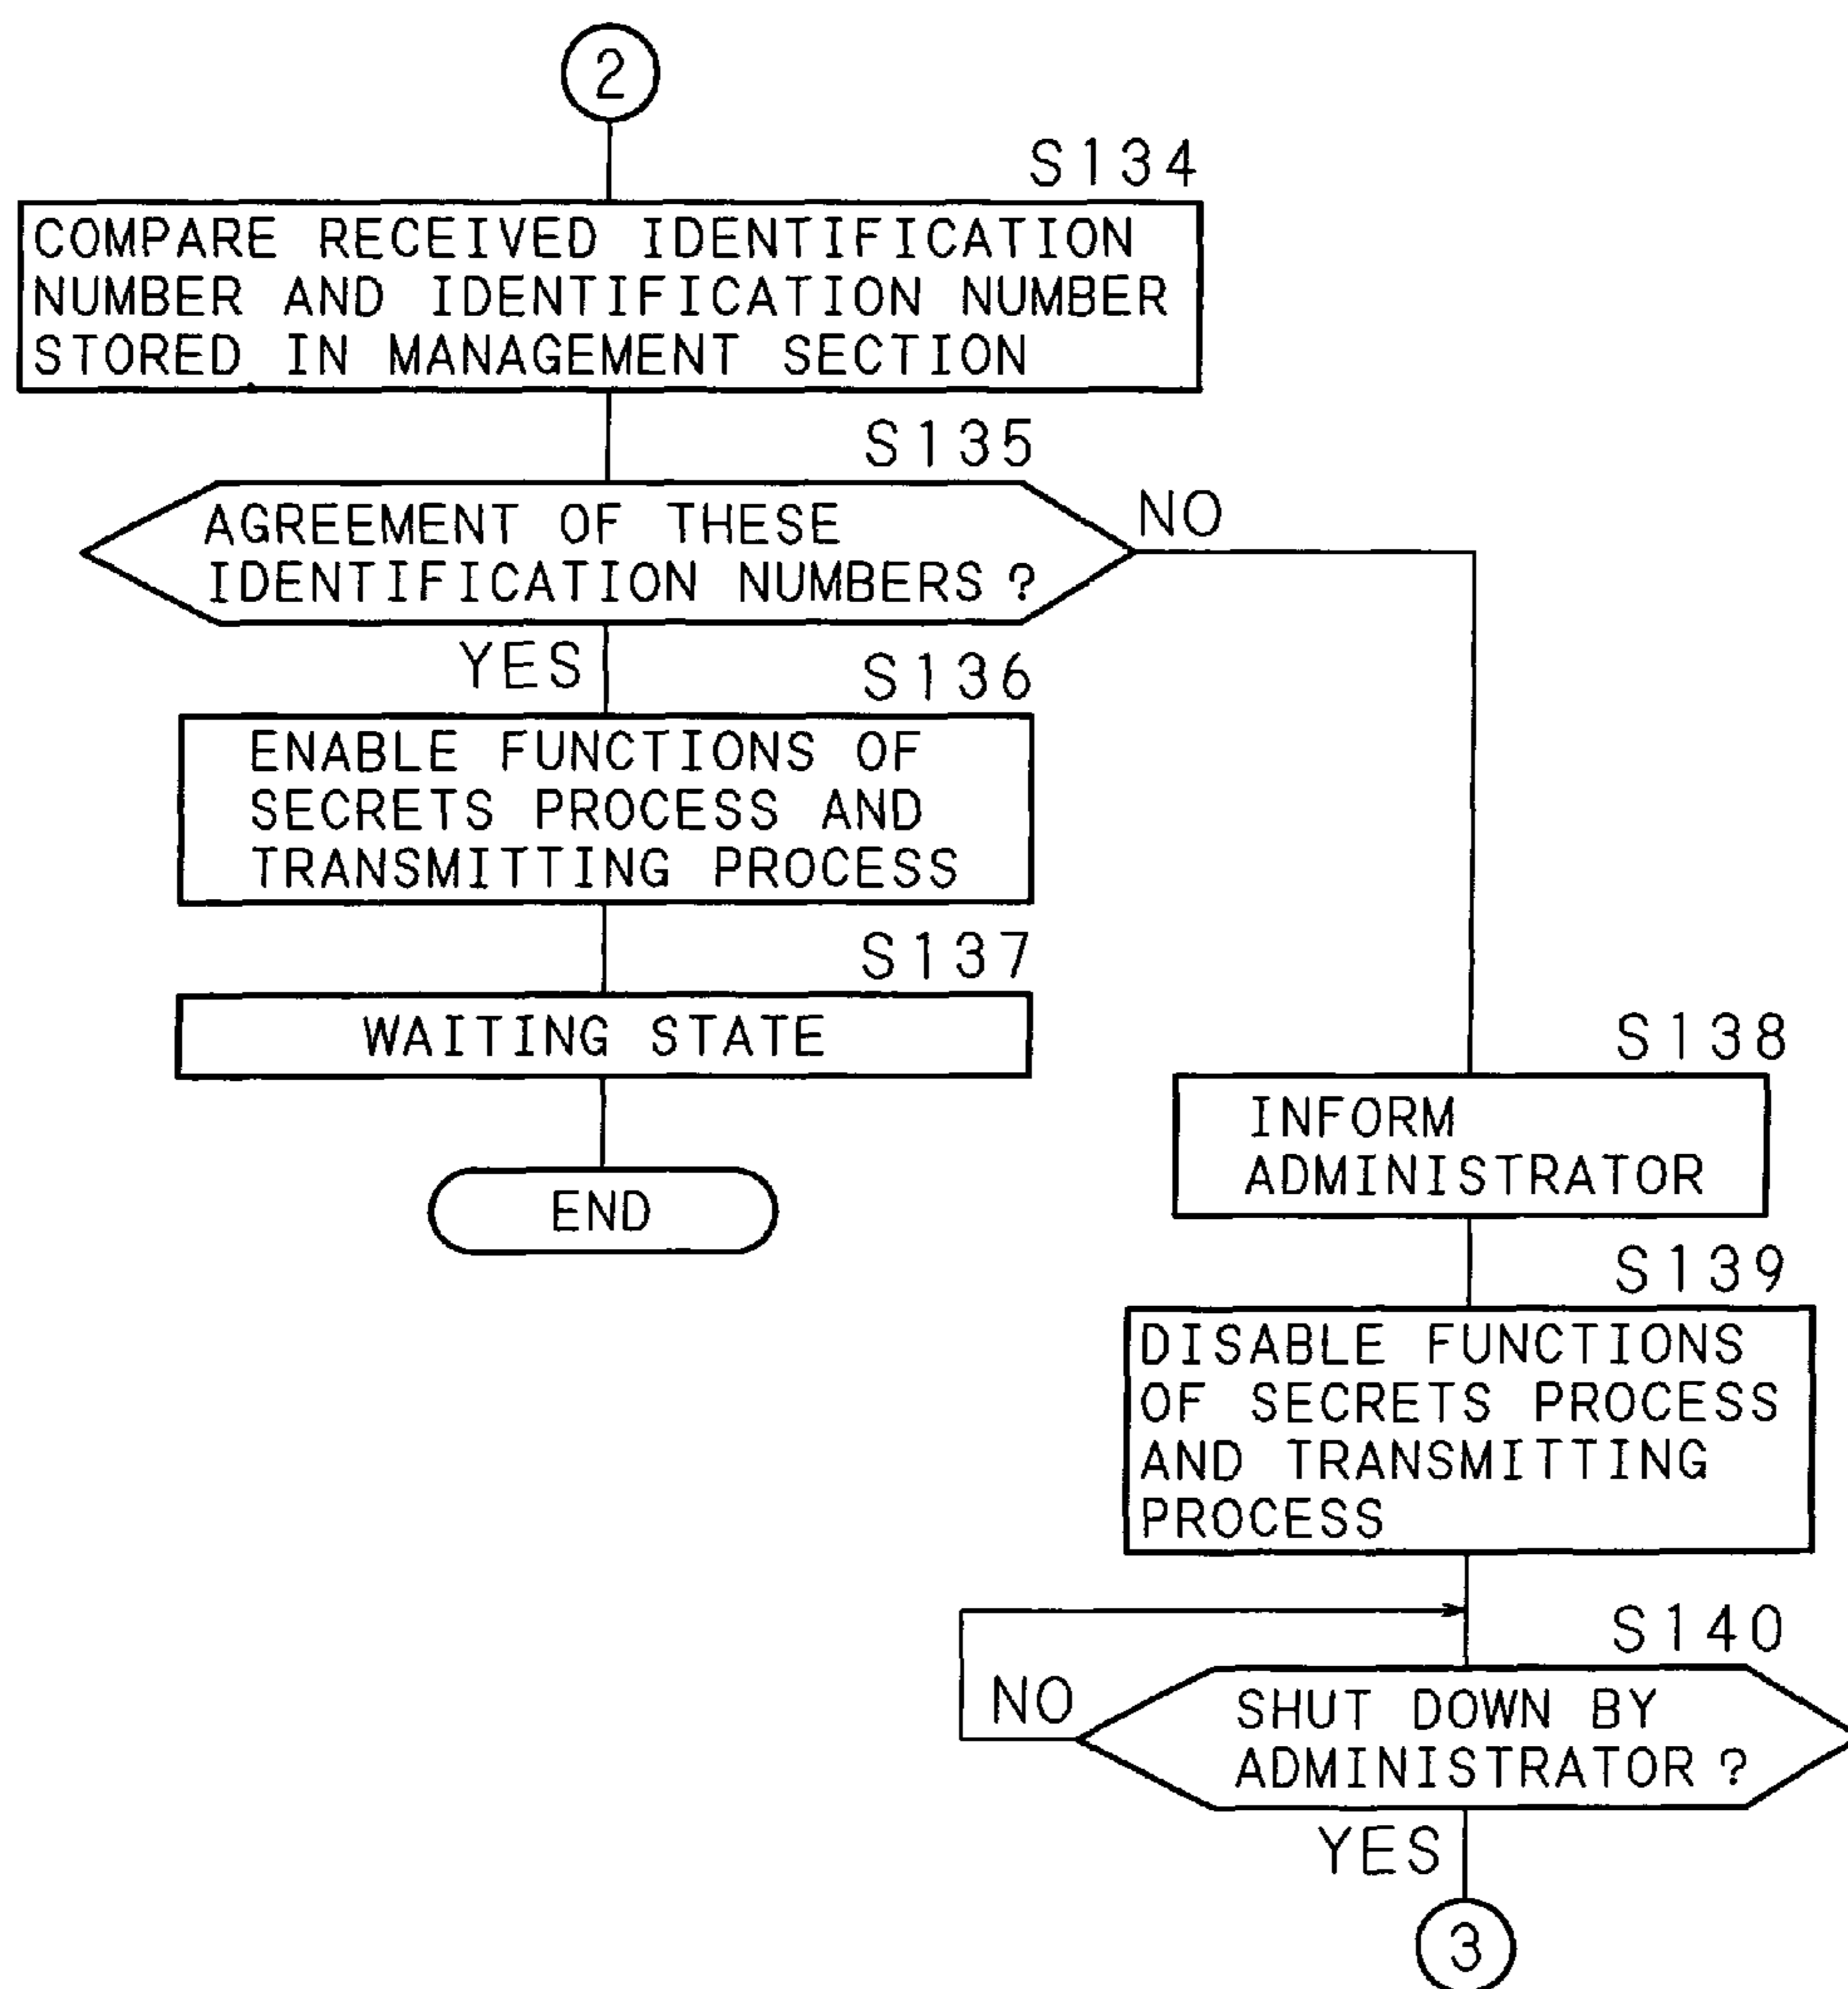 2
S134
COMPARE RECEIVED IDENTIFICATION
NUMBER AND IDENTIFICATION NUMBER
STORED IN MANAGEMENT SECTION
S135
AGREEMENT OF THESE
IDENTIFICATION NUMBERS ?
NO
YES
S136
ENABLE FUNCTIONS OF
SECRETS PROCESS AND
TRANSMITTING PROCESS
S137
WAITING STATE
END
S138
INFORM
ADMINISTRATOR
S139
DISABLE FUNCTIONS
OF SECRETS PROCESS
AND TRANSMITTING
PROCESS
S140
NO
SHUT DOWN BY
ADMINISTRATOR ?
YES
3